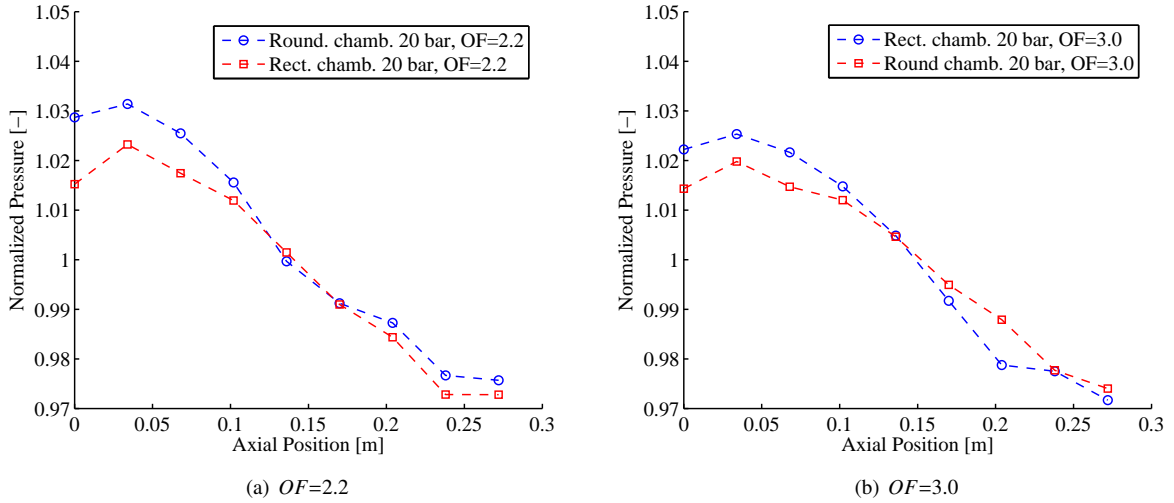 1.05
1.04
1.03
1.02
1.01
1
0.99
0.98
0.97
Normalized Pressure [−]
Round. chamb. 20 bar, OF=2.2
Rect. chamb. 20 bar, OF=2.2
0 0.05 0.1 0.15 0.2 0.25 0.3
Axial Position [m]
(a) OF=2.2
1.05
1.04
1.03
1.02
1.01
1
0.99
0.98
0.97
Normalized Pressure [−]
Rect. chamb. 20 bar, OF=3.0
Round chamb. 20 bar, OF=3.0
0 0.05 0.1 0.15 0.2 0.25 0.3
Axial Position [m]
(b) OF=3.0